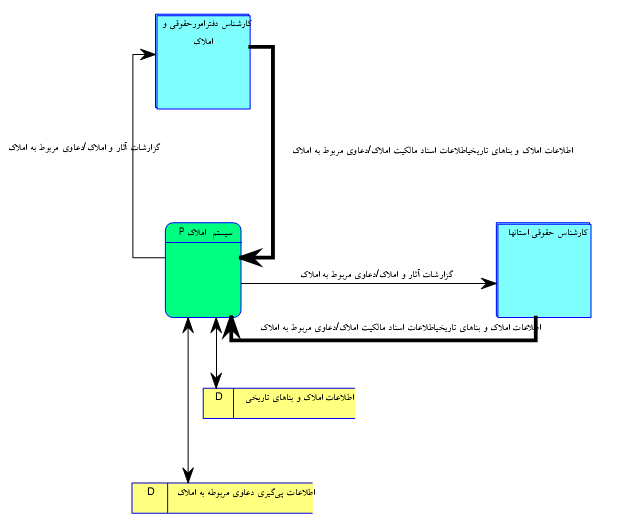 کارشناس دفترامورحقوقی و
املاک
گزارشات آثار و املاک/دعاوی مربوط به املاک
اطلاعات املاک و بناهای تاریخیاطلاعات اسناد مالکیت املاک/دعاوی مربوط به املاک
سیستم املاک P
کارشناس حقوقی استانها
گزارشات آثار و املاک/دعاوی مربوط به املاک
اطلاعات املاک و بناهای تاریخیاطلاعات اسناد مالکیت املاک/دعاوی مربوط به املاک
D اطلاعات املاک و بناهای تاریخی
D اطلاعات پی‌گیری دعاوی مربوطه به املاک